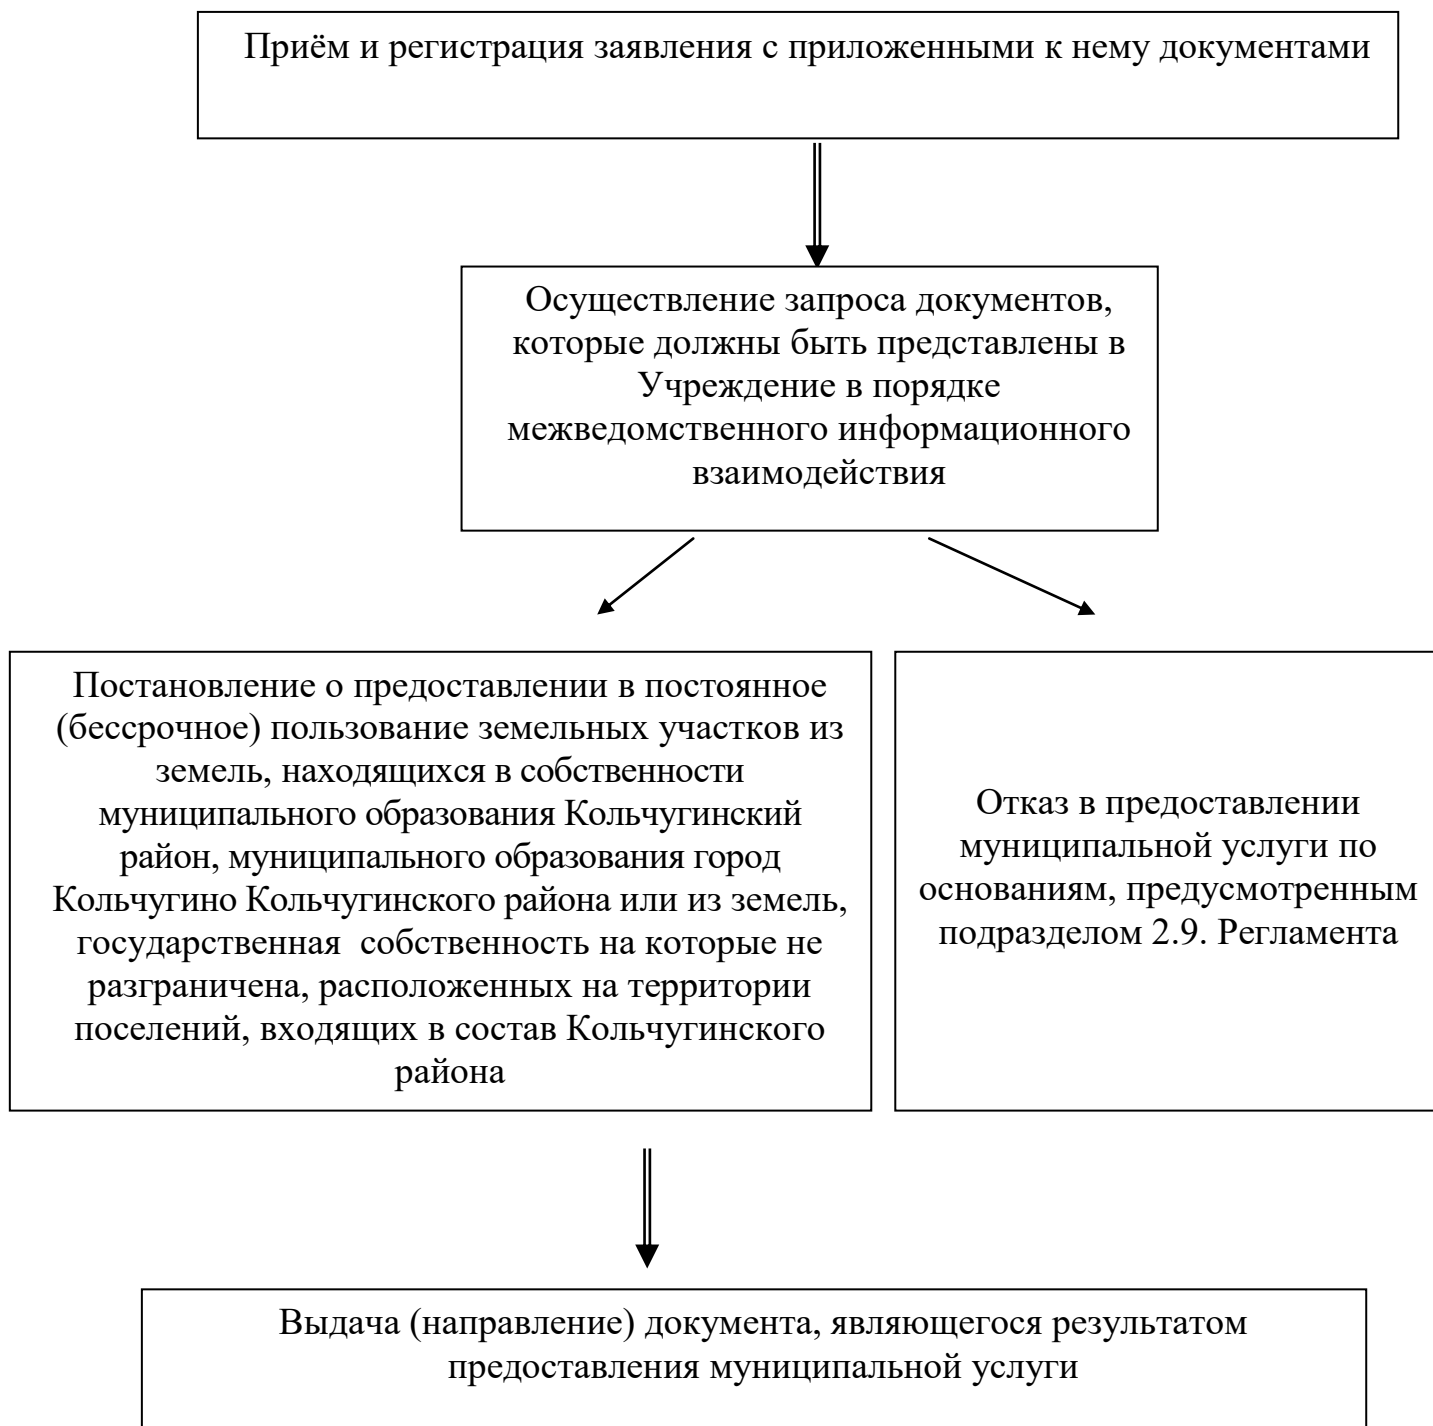 Приём и регистрация заявления с приложенными к нему документами
Осуществление запроса документов,
которые должны быть представлены в
Учреждение в порядке
межведомственного информационного
взаимодействия
Постановление о предоставлении в постоянное
(бессрочное) пользование земельных участков из
земель, находящихся в собственности
муниципального образования Кольчугинский
район, муниципального образования город
Кольчугино Кольчугинского района или из земель,
государственная собственность на которые не
разграничена, расположенных на территории
поселений, входящих в состав Кольчугинского
района
Отказ в предоставлении
муниципальной услуги по
основаниям, предусмотренным
подразделом 2.9. Регламента
Выдача (направление) документа, являющегося результатом
предоставления муниципальной услуги